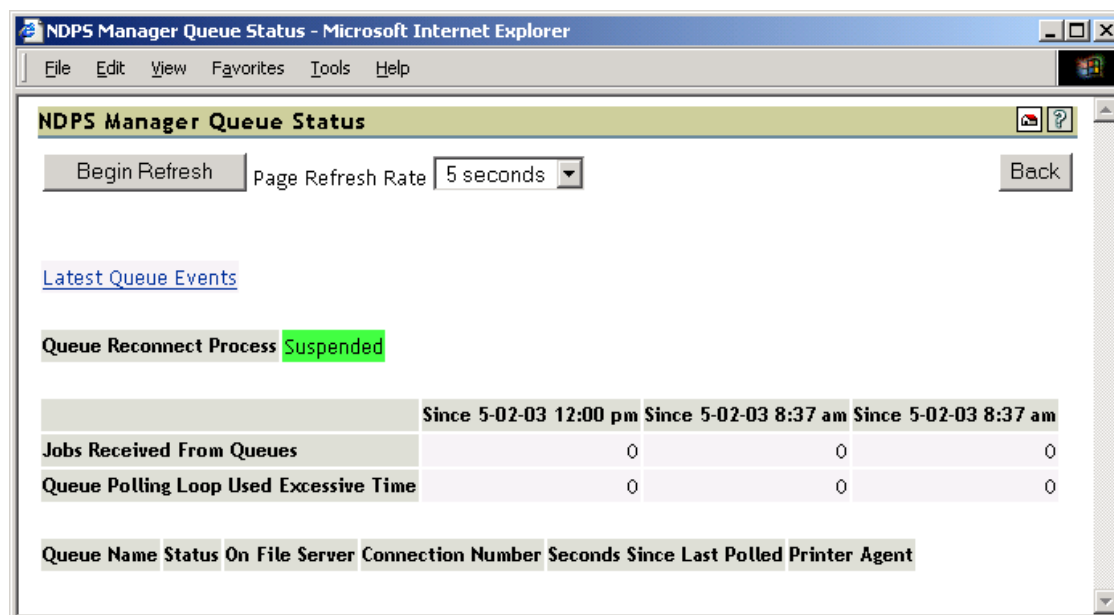 NDPS Manager Queue Status - Microsoft Internet Explorer
File Edit View Favorites Tools Help
NDPS Manager Queue Status ?
Begin Refresh Page Refresh Rate 5 seconds Back
Latest Queue Events
Queue Reconnect Process Suspended
Since 5-02-03 12:00 pm Since 5-02-03 8:37 am Since 5-02-03 8:37 am
Jobs Received From Queues 0 0 0
Queue Polling Loop Used Excessive Time 0 0 0
Queue Name Status On File Server Connection Number Seconds Since Last Polled Printer Agent